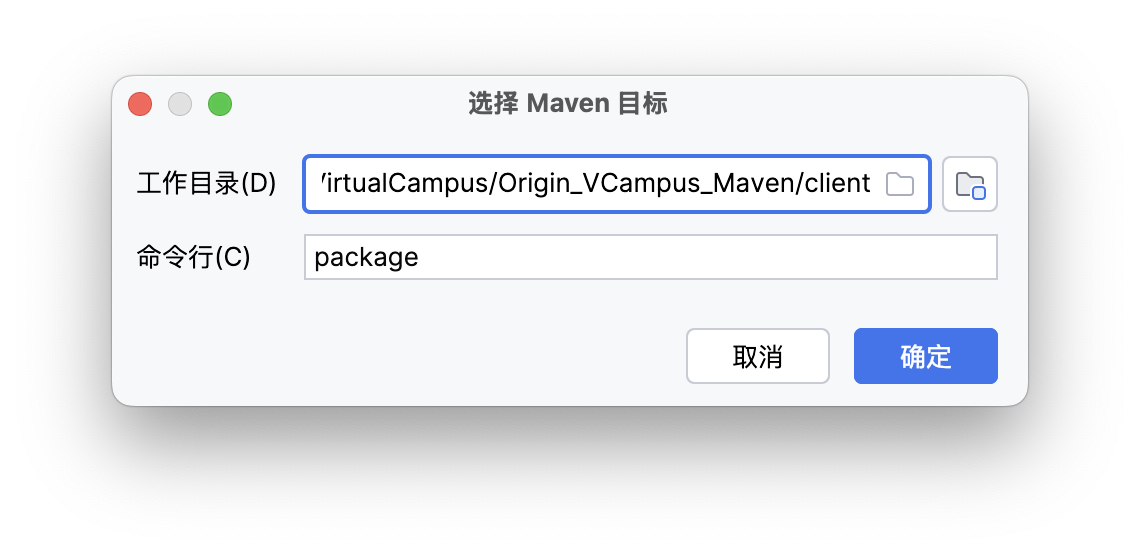 选择 Maven 目标
工作目录(D)
irtualCampus/Origin_VCampus_Maven/client
命令行(C)
package
取消
确定